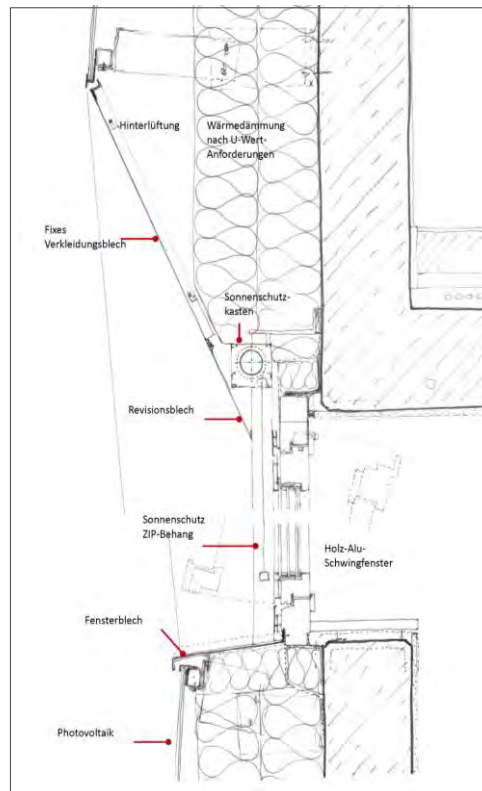 Hinterlüftung
Wärmedämmung
nach U-Wert-
Anforderungen
Fixes
Verkleidungsblech
Sonnenschutz-
kasten
Revisionsblech
Sonnenschutz
ZIP-Behang
Holz-Alu-
Schwingfenster
Fensterblech
Photovoltaik